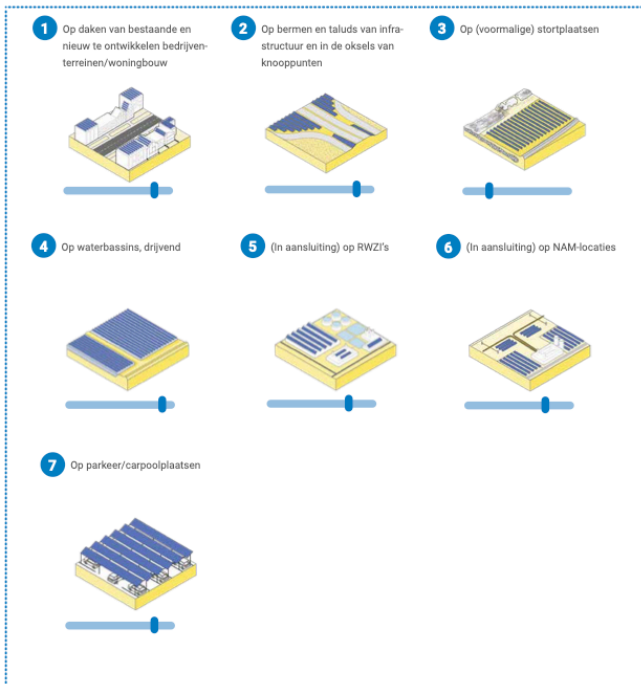 1
Op daken van bestaande en
nieuw te ontwikkelen bedrijven-
terreinen/woningbouw
2
Op bermen en taluds van infra-
structuur en in de oksels van
knooppunten
3
Op (voormalige) stortplaatsen
4
Op waterbassins, drijvend
5
(In aansluiting) op RWZI's
6
(In aansluiting) op NAM-locaties
7
Op parkeer/carpoolplaatsen